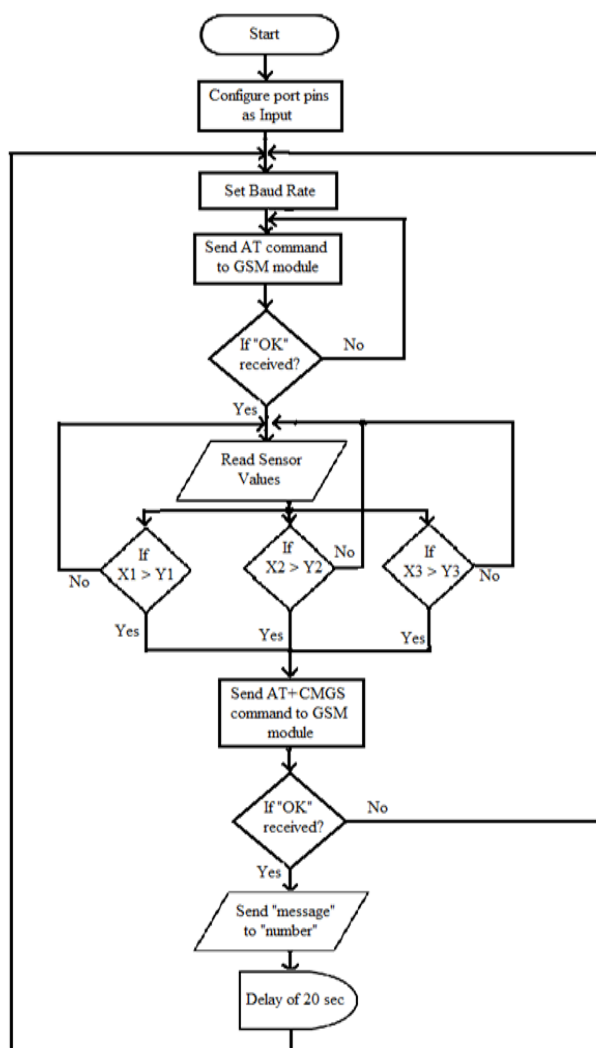 Start
Configure port pins
as Input
Set Baud Rate
Send AT command
to GSM module
If "OK"
received?
No
Yes
Read Sensor
Values
If
X1 > Y1
No
Yes
If
X2 > Y2
No
Yes
If
X3 > Y3
No
Yes
Send AT+CMGS
command to GSM
module
If "OK"
received?
No
Yes
Send "message"
to "number"
Delay of 20 sec